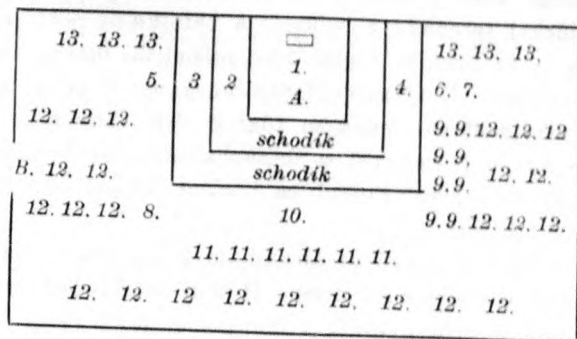 13. 13. 13. 1. 13. 13. 13,
5. 3 2 A. 4. 6. 7.
12. 12. 12. schodík 9. 9. 12. 12. 12
9. 9,
B. 12, 12. schodík 9. 9. 12, 12.
12. 12. 12. 8. 10. 9, 9. 12. 12. 12.
11. 11. 11. 11. 11. 11.
12. 12. 12 12. 12. 12. 12. 12. 12.